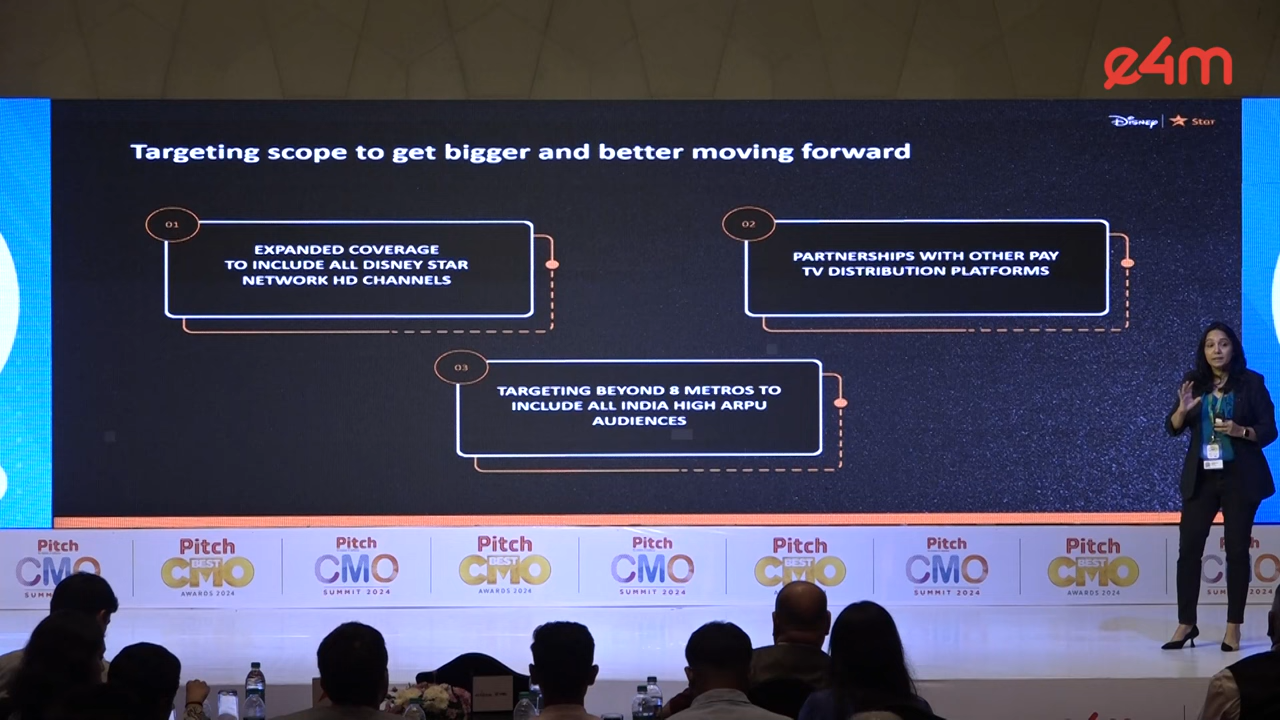 e4m
Disney Star
Targeting scope to get bigger and better moving forward
01
EXPANDED COVERAGE
TO INCLUDE ALL DISNEY STAR
NETWORK HD CHANNELS
02
PARTNERSHIPS WITH OTHER PAY
TV DISTRIBUTION PLATFORMS
03
TARGETING BEYOND 8 METROS TO
INCLUDE ALL INDIA HIGH ARPU
AUDIENCES
Pitch
CMO
SUMM
Pitch
BEST
CMO
AWARDS 2024
Pitch
CMO
SUMMIT 2024
Pitch
BEST
CMO
AWARDS 2024
Pitch
CMO
SUMMIT 2024
Pitch
BEST
CMO
AWARDS 2024
Pitch
CMO
SUMMIT 2024
Pitch
BEST
CMO
AWARDS 2024